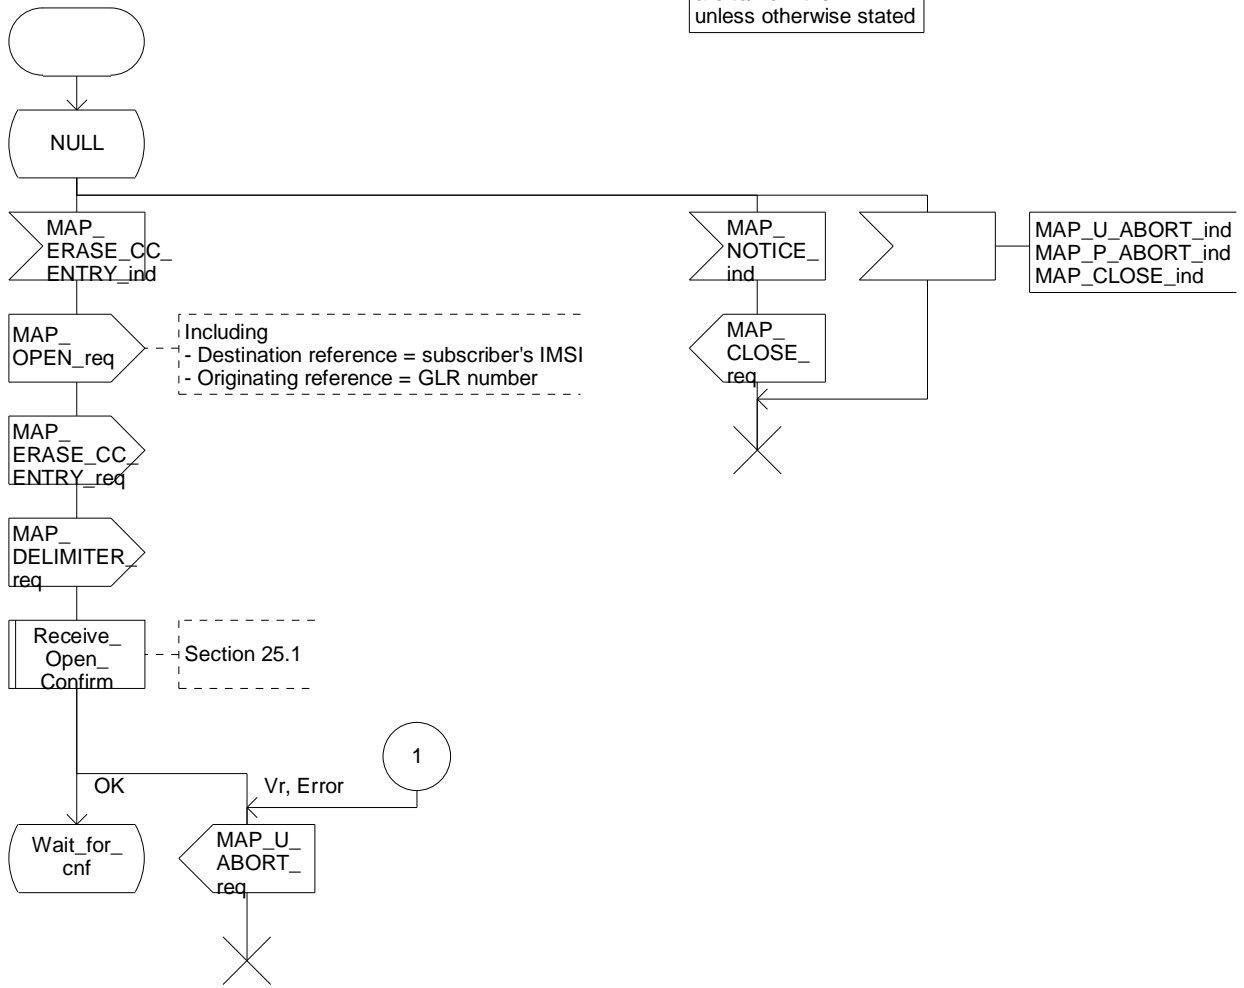 unless otherwise stated
NULL
MAP_
ERASE_CC_
ENTRY_ind
MAP_
NOTICE_
ind
MAP_U_ABORT_ind
MAP_P_ABORT_ind
MAP_CLOSE_ind
MAP_
OPEN_req
Including
- Destination reference = subscriber's IMSI
- Originating reference = GLR number
MAP_
CLOSE_
req
MAP_
ERASE_CC_
ENTRY_req
MAP_
DELIMITER_
req
Receive_
Open_
Confirm
Section 25.1
1
OK
Vr, Error
Wait_for_
cnf
MAP_U_
ABORT_
req